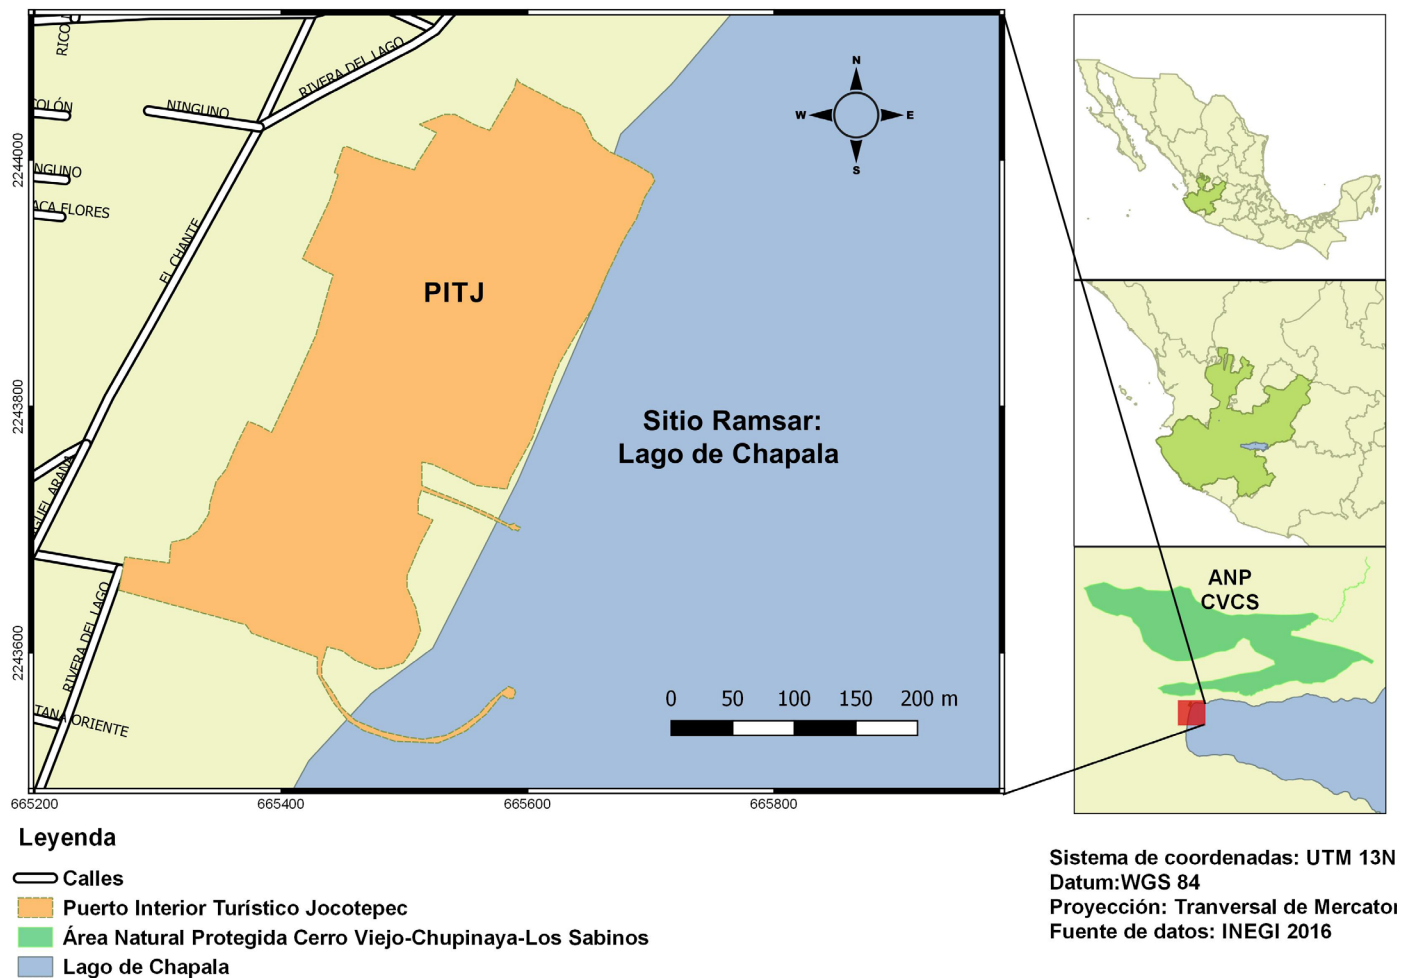 RICO
RIVERA DEL LAGO
COLÓN
NINGUNO
NGUNO
ACA FLORES
EL CHANTE
GUEL ARANA
RIVERA DEL LAGO
TANA ORIENTE
N
W
E
S
PITJ
Sitio Ramsar:
Lago de Chapala
0 50 100 150 200 m
2244000
2243800
2243600
665200 665400 665600 665800
ANP
CVCS
Leyenda
Calles
Puerto Interior Turístico Jocotepec
Área Natural Protegida Cerro Viejo-Chupinaya-Los Sabinos
Lago de Chapala
Sistema de coordenadas: UTM 13N
Datum:WGS 84
Proyección: Tranversal de Mercator
Fuente de datos: INEGI 2016